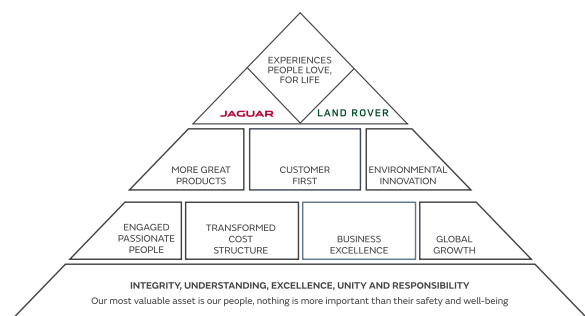 EXPERIENCES
PEOPLE LOVE,
FOR LIFE
JAGUAR
LAND ROVER
MORE GREAT
PRODUCTS
CUSTOMER
FIRST
ENVIRONMENTAL
INNOVATION
ENGAGED
PASSIONATE
PEOPLE
TRANSFORMED
COST
STRUCTURE
BUSINESS
EXCELLENCE
GLOBAL
GROWTH
INTEGRITY, UNDERSTANDING, EXCELLENCE, UNITY AND RESPONSIBILITY
Our most valuable asset is our people, nothing is more important than their safety and well-being